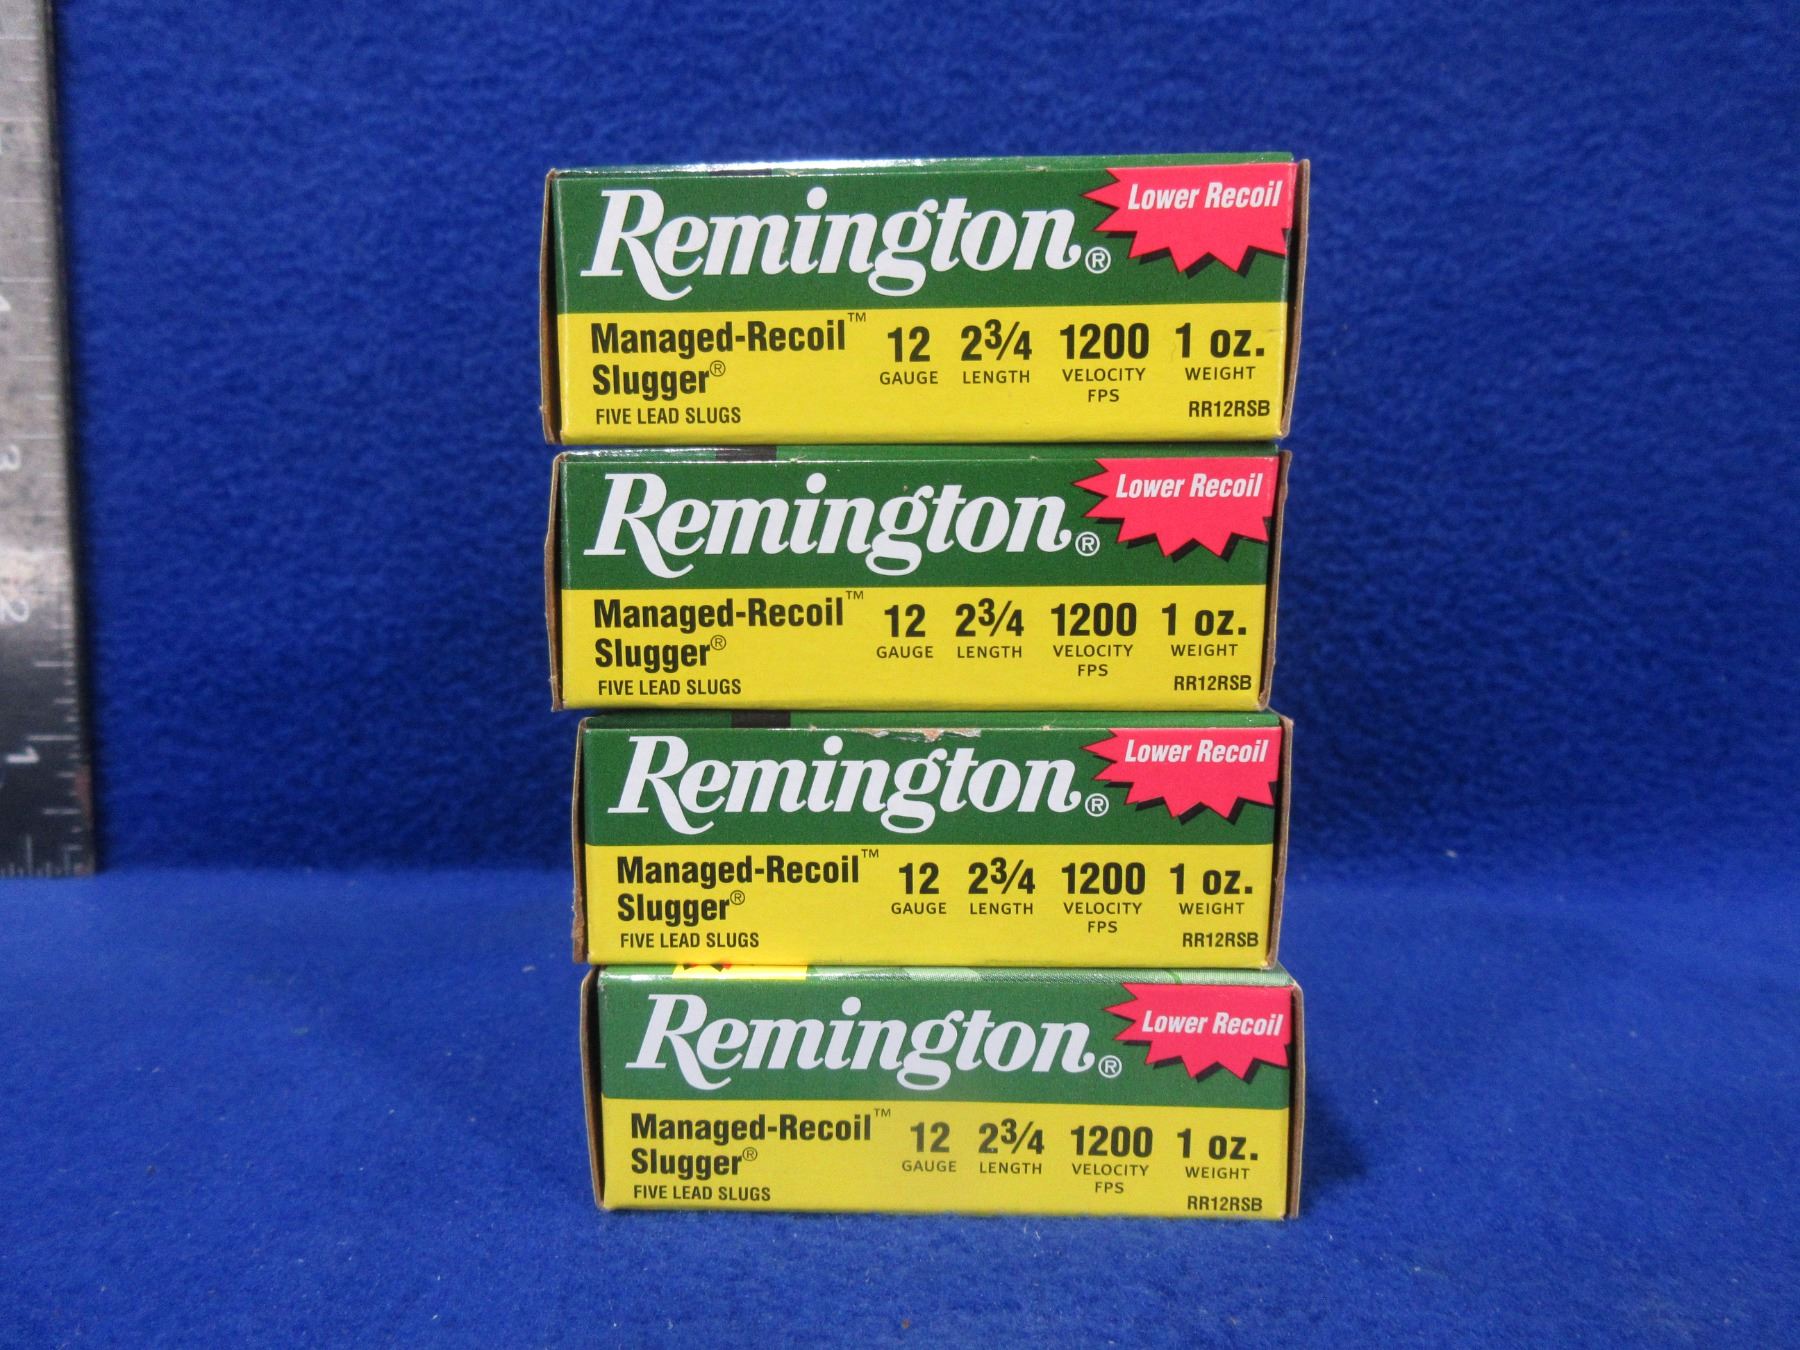 Remington®
Lower Recoil
Managed-Recoil™
Slugger®
FIVE LEAD SLUGS
12 2¾ 1200 1 oz.
GAUGE LENGTH VELOCITY WEIGHT
FPS
RR12RSB
Remington®
Lower Recoil
Managed-Recoil™
Slugger®
FIVE LEAD SLUGS
12 2¾ 1200 1 oz.
GAUGE LENGTH VELOCITY WEIGHT
FPS
RR12RSB
Remington®
Lower Recoil
Managed-Recoil™
Slugger®
FIVE LEAD SLUGS
12 2¾ 1200 1 oz.
GAUGE LENGTH VELOCITY WEIGHT
FPS
RR12RSB
Remington®
Lower Recoil
Managed-Recoil™
Slugger®
FIVE LEAD SLUGS
12 2¾ 1200 1 oz.
GAUGE LENGTH VELOCITY WEIGHT
FPS
RR12RSB
3
2
1